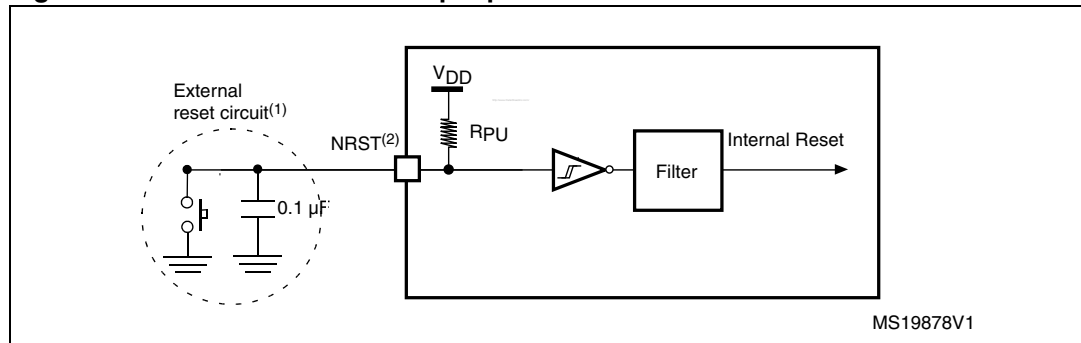 External
reset circuit(1)
VDD
NRST(2)
RPU
Internal Reset
Filter
0.1 µF
MS19878V1